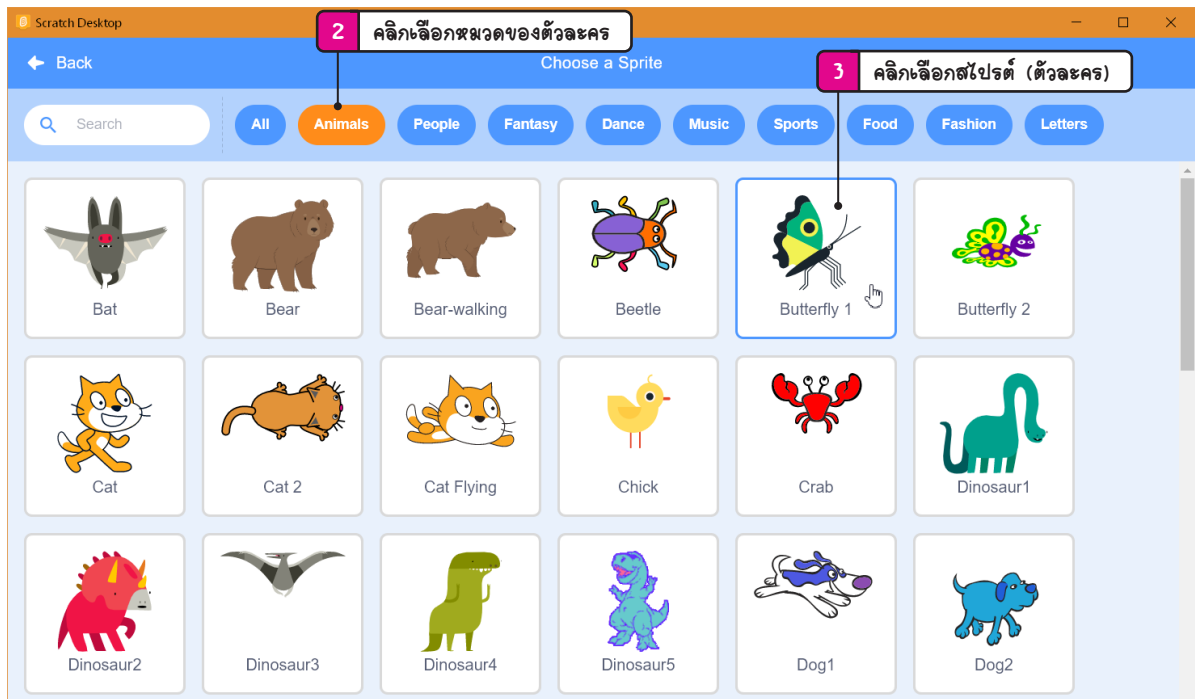 Scratch Desktop
2 คลิกเลือกหมวดของตัวละคร
Back
Choose a Sprite
3 คลิกเลือกสไปรต์ (ตัวละคร)
Search
All Animals People Fantasy Dance Music Sports Food Fashion Letters
Bat Bear Bear-walking Beetle Butterfly 1 Butterfly 2
Cat Cat 2 Cat Flying Chick Crab Dinosaur1
Dinosaur2 Dinosaur3 Dinosaur4 Dinosaur5 Dog1 Dog2